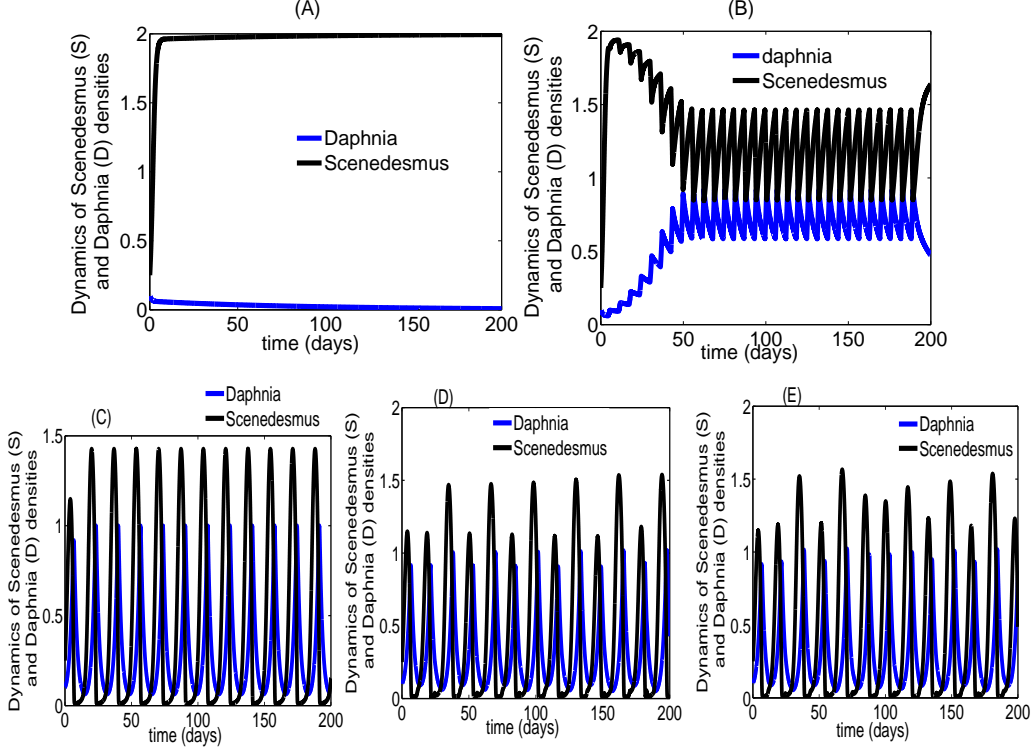 (A)
Dynamics of Scenedesmus (S)
and Daphnia (D) densities
2
1.5
1
0.5
0
Daphnia
Scenedesmus
0 50 100 150 200
time (days)
(B)
Dynamics of Scenedesmus (S)
and Daphnia (D) densities
2
1.5
1
0.5
0
daphnia
Scenedesmus
0 50 100 150 200
time (days)
(C)
Daphnia
Scenedesmus
Dynamics of Scenedesmus (S)
and Daphnia (D) densities
1.5
1
0.5
0
0 50 100 150 200
time (days)
(D)
Dynamics of Scenedesmus (S)
and Daphnia (D) densities
2
1.5
1
0.5
0
Daphnia
Scenedesmus
0 50 100 150 200
time (days)
(E)
Dynamics of Scenedesmus (S)
and Daphnia (D) densities
2
1.5
1
0.5
0
Daphnia
Scenedesmus
0 50 100 150 200
time (days)